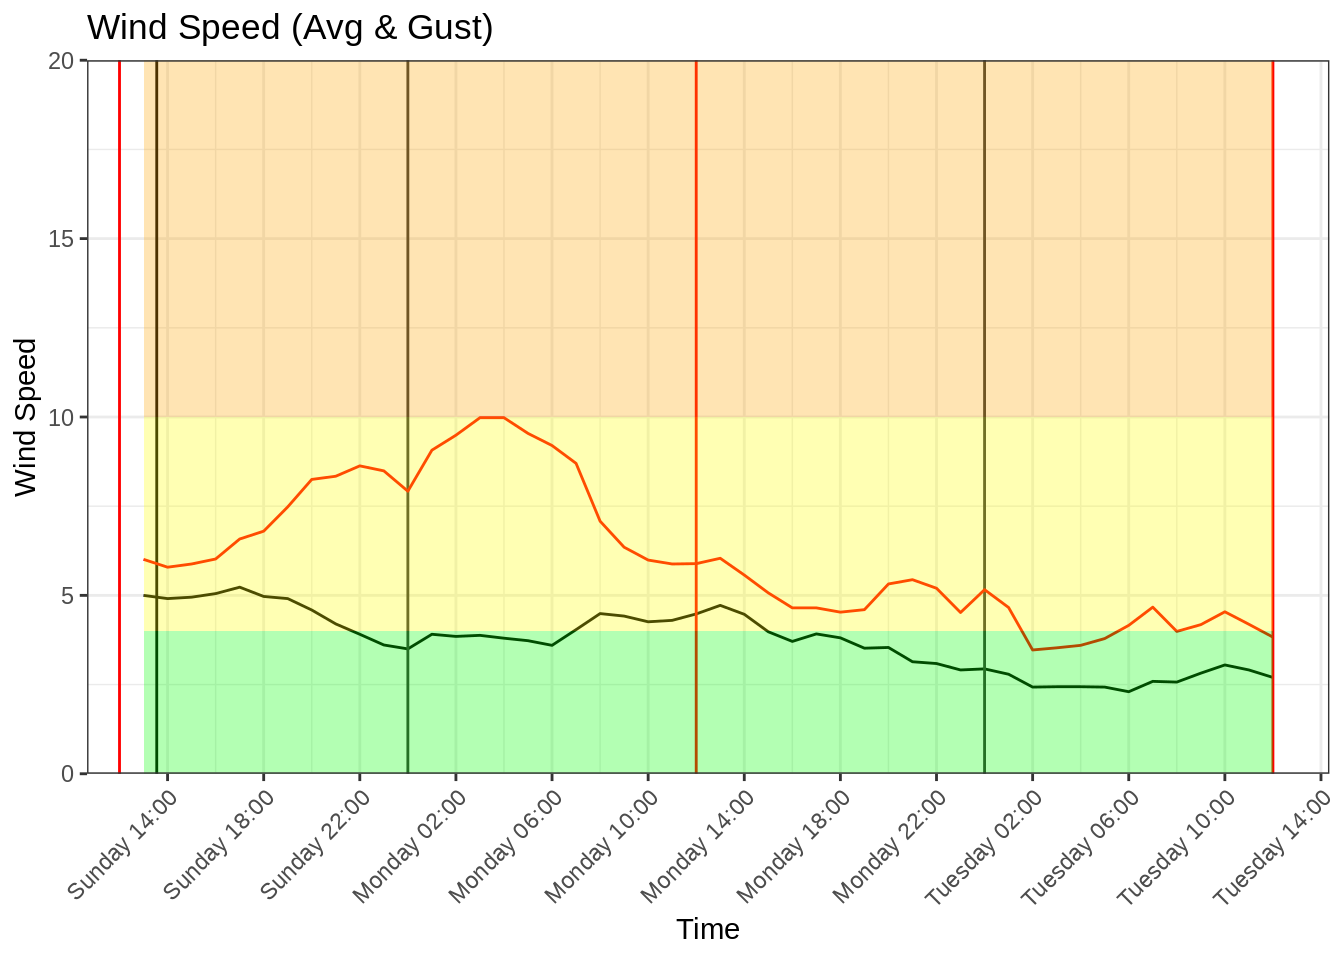 Wind Speed (Avg & Gust)
20
15
10
5
0
Wind Speed
Sunday 14:00
Sunday 18:00
Sunday 22:00
Monday 02:00
Monday 06:00
Monday 10:00
Monday 14:00
Monday 18:00
Monday 22:00
Tuesday 02:00
Tuesday 06:00
Tuesday 10:00
Tuesday 14:00
Time